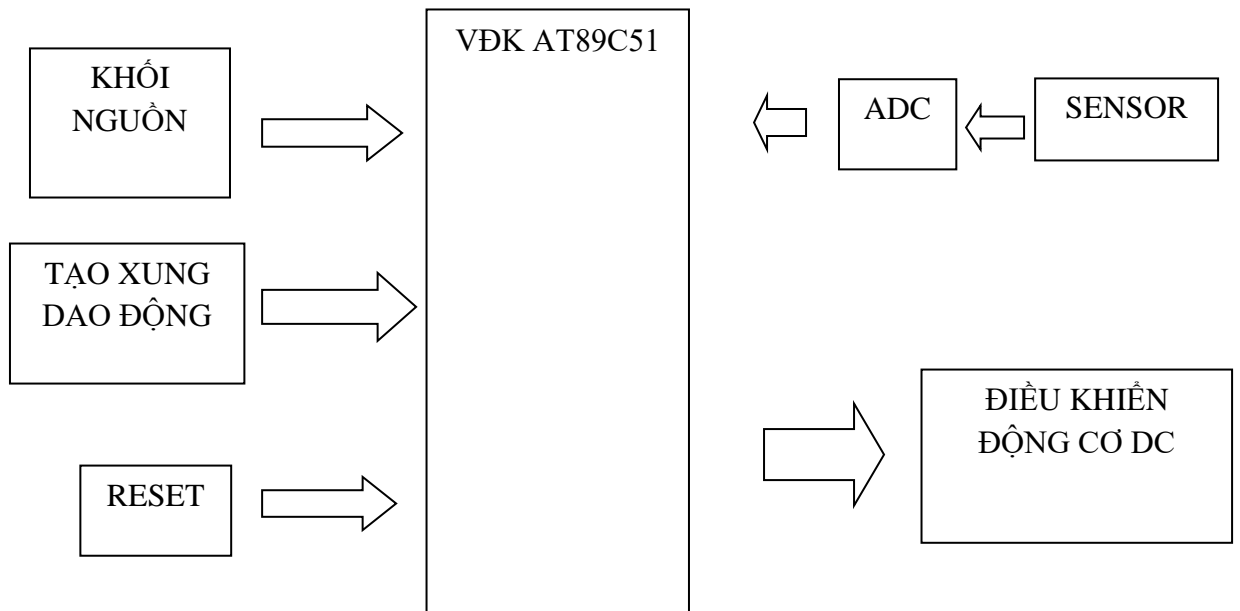 VĐK AT89C51
KHỐI
NGUỒN
ADC
SENSOR
TẠO XUNG
DAO ĐỘNG
ĐIỀU KHIỂN
ĐỘNG CƠ DC
RESET